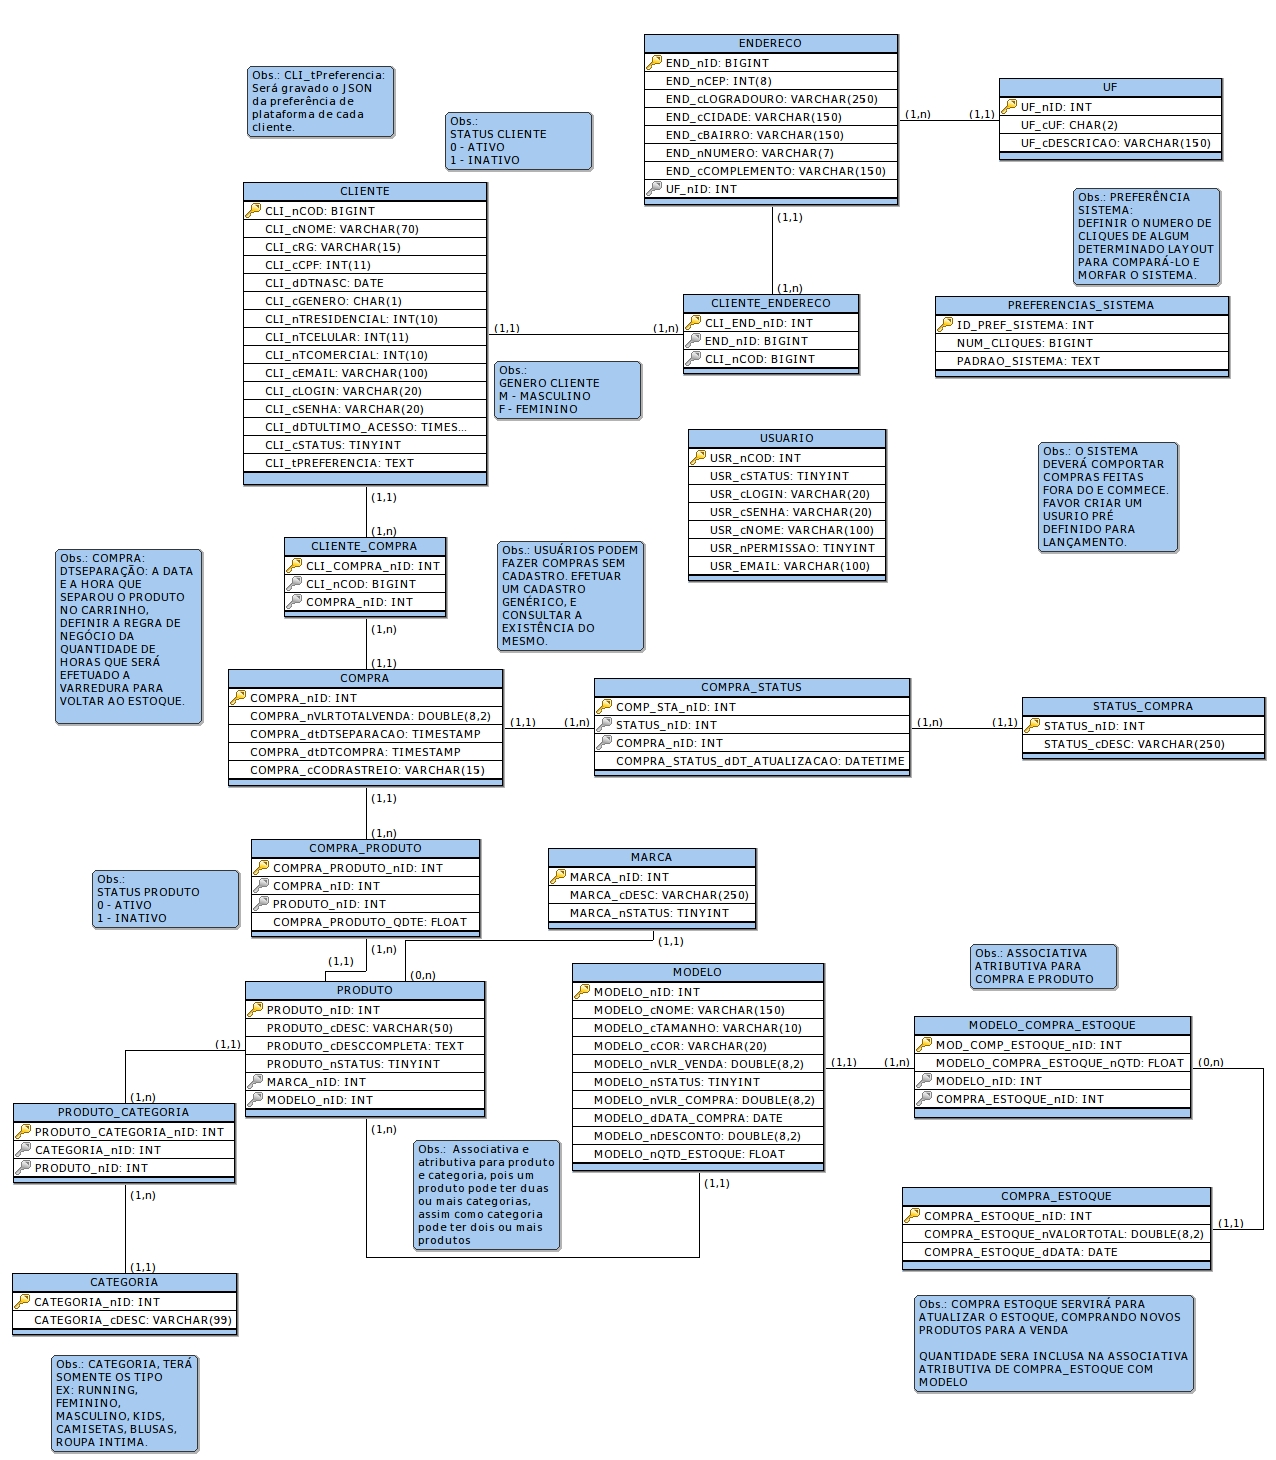 ENDERECO
END_nID: BIGINT
END_nCEP: INT(8)
END_cLOGRADOURO: VARCHAR(250)
END_cCIDADE: VARCHAR(150)
END_cBAIRRO: VARCHAR(150)
END_nNUMERO: VARCHAR(7)
END_cCOMPLEMENTO: VARCHAR(150)
UF_nID: INT
(1,n)
(1,1)
UF
UF_nID: INT
UF_cUF: CHAR(2)
UF_cDESCRICAO: VARCHAR(150)
Obs.: CLI_tPreferencia:
Será gravado o JSON
da preferência de
plataforma de cada
cliente.
Obs.:
STATUS CLIENTE
0 - ATIVO
1 - INATIVO
Obs.: PREFERÊNCIA
SISTEMA:
DEFINIR O NUMERO DE
CLIQUES DE ALGUM
DETERMINADO LAYOUT
PARA COMPARÁ-LO E
MORFAR O SISTEMA.
CLIENTE
CLI_nCOD: BIGINT
CLI_cNOME: VARCHAR(70)
CLI_cRG: VARCHAR(15)
CLI_cCPF: INT(11)
CLI_dDTNASC: DATE
CLI_cGENERO: CHAR(1)
CLI_nTRESIDENCIAL: INT(10)
CLI_nTCELULAR: INT(11)
CLI_nTCOMERCIAL: INT(10)
CLI_cEMAIL: VARCHAR(100)
CLI_cLOGIN: VARCHAR(20)
CLI_cSENHA: VARCHAR(20)
CLI_dDTULTIMO_ACESSO: TIMES...
CLI_cSTATUS: TINYINT
CLI_tPREFERENCIA: TEXT
(1,1)
(1,n)
(1,1)
(1,n)
CLIENTE_ENDERECO
CLI_END_nID: INT
END_nID: BIGINT
CLI_nCOD: BIGINT
PREFERENCIAS_SISTEMA
ID_PREF_SISTEMA: INT
NUM_CLIQUES: BIGINT
PADRAO_SISTEMA: TEXT
Obs.:
GENERO CLIENTE
M - MASCULINO
F - FEMININO
USUARIO
USR_nCOD: INT
USR_cSTATUS: TINYINT
USR_cLOGIN: VARCHAR(20)
USR_cSENHA: VARCHAR(20)
USR_cNOME: VARCHAR(100)
USR_nPERMISSAO: TINYINT
USR_EMAIL: VARCHAR(100)
Obs.: O SISTEMA
DEVERÁ COMPORTAR
COMPRAS FEITAS
FORA DO E COMMECE.
FAVOR CRIAR UM
USURIO PRÉ
DEFINIDO PARA
LANÇAMENTO.
(1,1)
(1,n)
CLIENTE_COMPRA
CLI_COMPRA_nID: INT
CLI_nCOD: BIGINT
COMPRA_nID: INT
Obs.: COMPRA:
DTSEPARAÇÃO: A DATA
E A HORA QUE
SEPAROU O PRODUTO
NO CARRINHO,
DEFINIR A REGRA DE
NEGÓCIO DA
QUANTIDADE DE
HORAS QUE SERÁ
EFETUADO A
VARREDURA PARA
VOLTAR AO ESTOQUE.
Obs.: USUÁRIOS PODEM
FAZER COMPRAS SEM
CADASTRO. EFETUAR
UM CADASTRO
GENÉRICO, E
CONSULTAR A
EXISTÊNCIA DO
MESMO.
(1,n)
(1,1)
COMPRA
COMPRA_nID: INT
COMPRA_nVLRTOTALVENDA: DOUBLE(8,2)
COMPRA_dtDTSEPARACAO: TIMESTAMP
COMPRA_dtDTCOMPRA: TIMESTAMP
COMPRA_cCODRASTREIO: VARCHAR(15)
(1,1)
(1,n)
COMPRA_STATUS
COMP_STA_nID: INT
STATUS_nID: INT
COMPRA_nID: INT
COMPRA_STATUS_dDT_ATUALIZACAO: DATETIME
(1,n)
(1,1)
STATUS_COMPRA
STATUS_nID: INT
STATUS_cDESC: VARCHAR(250)
(1,1)
(1,n)
COMPRA_PRODUTO
COMPRA_PRODUTO_nID: INT
COMPRA_nID: INT
PRODUTO_nID: INT
COMPRA_PRODUTO_QDTE: FLOAT
Obs.:
STATUS PRODUTO
0 - ATIVO
1 - INATIVO
MARCA
MARCA_nID: INT
MARCA_cDESC: VARCHAR(250)
MARCA_nSTATUS: TINYINT
(1,n)
(1,1)
(1,1)
(0,n)
PRODUTO
PRODUTO_nID: INT
PRODUTO_cDESC: VARCHAR(50)
PRODUTO_cDESCCOMPLETA: TEXT
PRODUTO_nSTATUS: TINYINT
MARCA_nID: INT
MODELO_nID: INT
MODELO
MODELO_nID: INT
MODELO_cNOME: VARCHAR(150)
MODELO_cTAMANHO: VARCHAR(10)
MODELO_cCOR: VARCHAR(20)
MODELO_nVLR_VENDA: DOUBLE(8,2)
MODELO_nSTATUS: TINYINT
MODELO_nVLR_COMPRA: DOUBLE(8,2)
MODELO_dDATA_COMPRA: DATE
MODELO_nDESCONTO: DOUBLE(8,2)
MODELO_nQTD_ESTOQUE: FLOAT
Obs.: ASSOCIATIVA
ATRIBUTIVA PARA
COMPRA E PRODUTO
(1,1)
(1,n)
MODELO_COMPRA_ESTOQUE
MOD_COMP_ESTOQUE_nID: INT
MODELO_COMPRA_ESTOQUE_nQTD: FLOAT
MODELO_nID: INT
COMPRA_ESTOQUE_nID: INT
(0,n)
(1,1)
(1,1)
(1,n)
PRODUTO_CATEGORIA
PRODUTO_CATEGORIA_nID: INT
CATEGORIA_nID: INT
PRODUTO_nID: INT
(1,n)
(1,1)
(1,n)
(1,1)
Obs.: Associativa e
atributiva para produto
e categoria, pois um
produto pode ter duas
ou mais categorias,
assim como categoria
pode ter dois ou mais
produtos
COMPRA_ESTOQUE
COMPRA_ESTOQUE_nID: INT
COMPRA_ESTOQUE_nVALORTOTAL: DOUBLE(8,2)
COMPRA_ESTOQUE_dDATA: DATE
CATEGORIA
CATEGORIA_nID: INT
CATEGORIA_cDESC: VARCHAR(99)
Obs.: COMPRA ESTOQUE SERVIRÁ PARA
ATUALIZAR O ESTOQUE, COMPRANDO NOVOS
PRODUTOS PARA A VENDA
QUANTIDADE SERA INCLUSA NA ASSOCIATIVA
ATRIBUTIVA DE COMPRA_ESTOQUE COM
MODELO
Obs.: CATEGORIA, TERÁ
SOMENTE OS TIPO
EX: RUNNING,
FEMININO,
MASCULINO, KIDS,
CAMISETAS, BLUSAS,
ROUPA INTIMA.